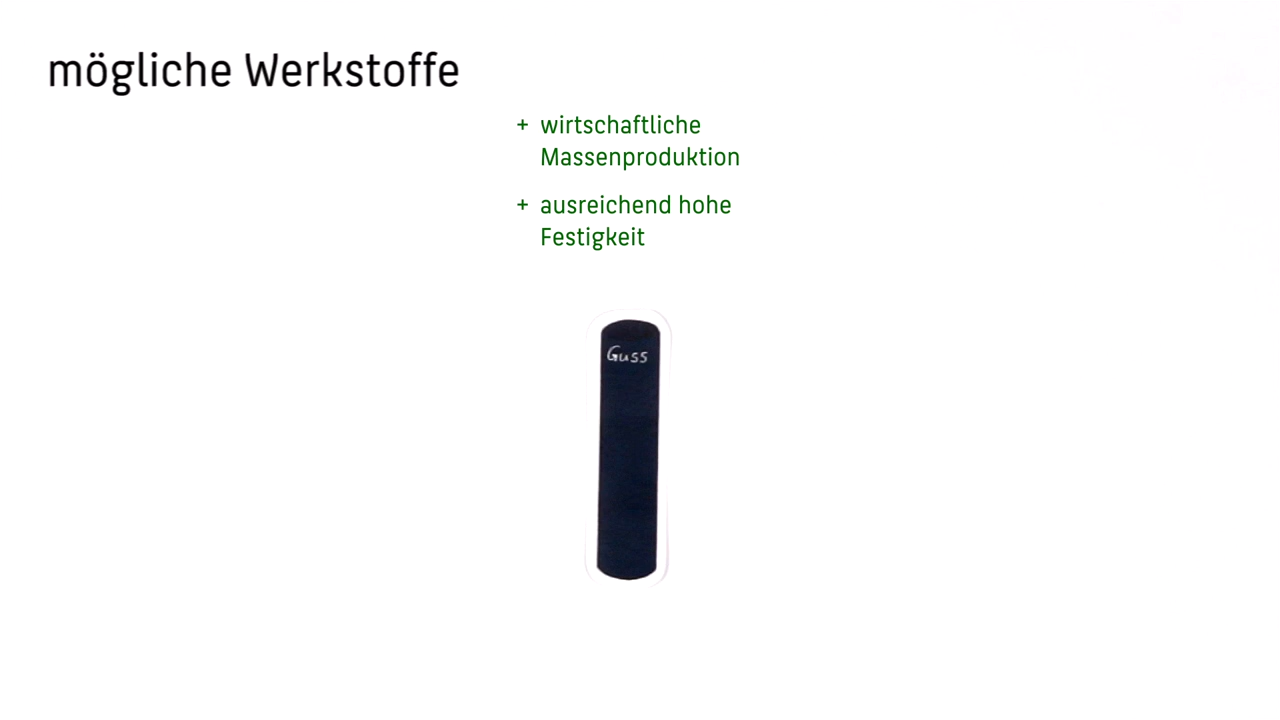 mögliche Werkstoffe
+ wirtschaftliche
Massenproduktion
+ ausreichend hohe
Festigkeit
Guss